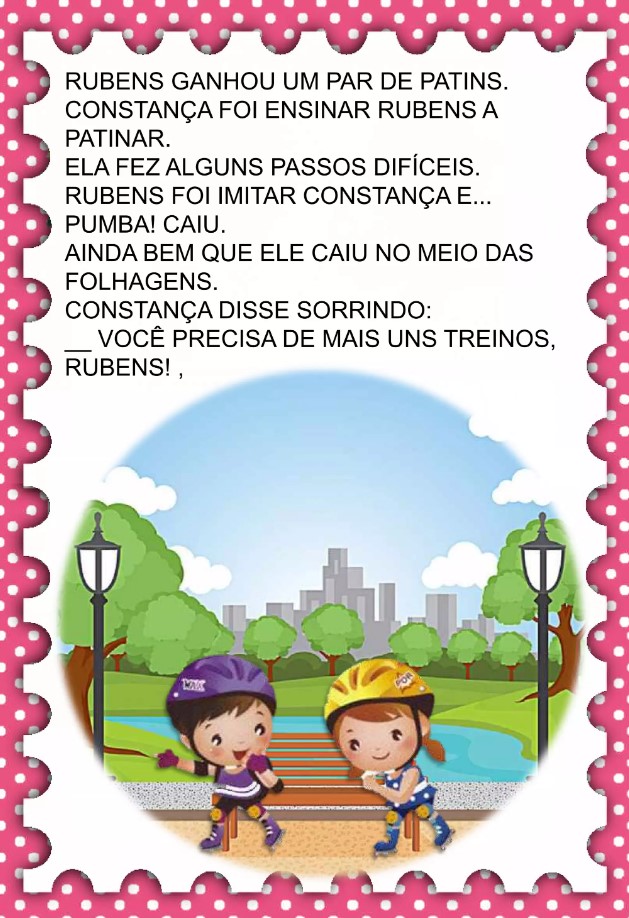 RUBENS GANHOU UM PAR DE PATINS.
CONSTANÇA FOI ENSINAR RUBENS A
PATINAR.
ELA FEZ ALGUNS PASSOS DIFÍCEIS.
RUBENS FOI IMITAR CONSTANÇA E...
PUMBA! CAIU.
AINDA BEM QUE ELE CAIU NO MEIO DAS
FOLHAGENS.
CONSTANÇA DISSE SORRINDO:
__ VOCÊ PRECISA DE MAIS UNS TREINOS,
RUBENS! ,